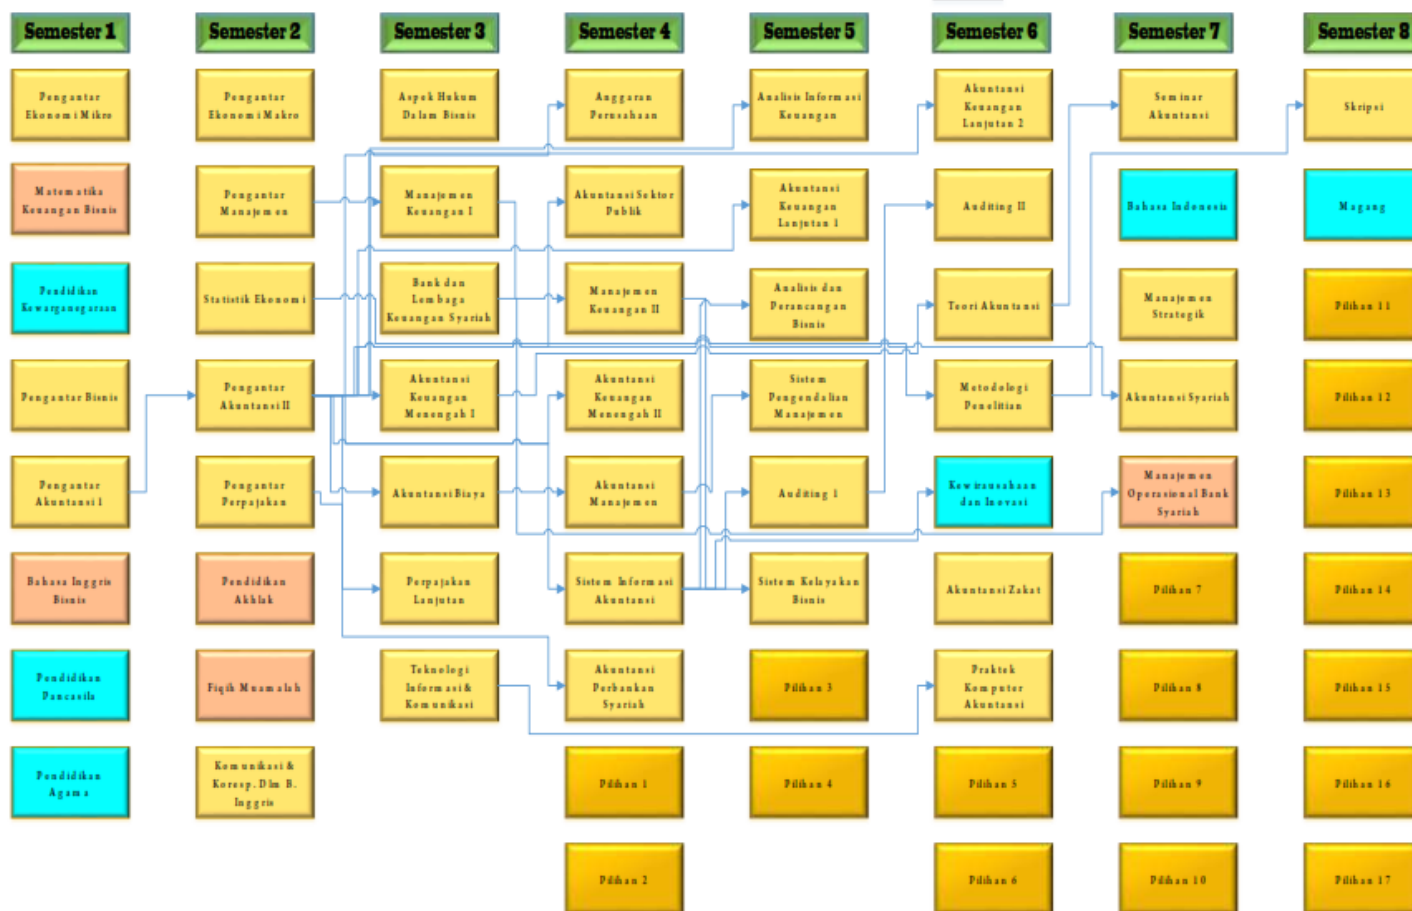 Semester 1
Semester 2
Semester 3
Semester 4
Semester 5
Semester 6
Semester 7
Semester 8
Pengantar
Ekonomi Mikro
Pengantar
Ekonomi Makro
Aspek Hukum
Dalam Bisnis
Anggaran
Perusahaan
Analisis Informasi
Keuangan
Akuntansi
Keuangan
Lanjutan 2
Seminar
Akuntansi
Skripsi
Matematika
Keuangan Bisnis
Pengantar
Manajemen
Manajemen
Keuangan I
Akuntansi Sektor
Publik
Akuntansi
Keuangan
Lanjutan 1
Auditing II
Bahasa Indonesia
Magang
Pendidikan
Kewarganegaraan
Statistik Ekonomi
Bank dan
Lembaga
Keuangan Syariah
Manajemen
Keuangan II
Analisis dan
Perancangan
Bisnis
Teori Akuntansi
Manajemen
Strategik
Pilihan 11
Pengantar Bisnis
Pengantar
Akuntansi II
Akuntansi
Keuangan
Menengah I
Akuntansi
Keuangan
Menengah II
Sistem
Pengendalian
Manajemen
Metodologi
Penelitian
Akuntansi Syariah
Pilihan 12
Pengantar
Akuntansi 1
Pengantar
Perpajakan
Akuntansi Biaya
Akuntansi
Manajemen
Auditing 1
Kewirausahaan
dan Inovasi
Manajemen
Operasional Bank
Syariah
Pilihan 13
Bahasa Inggris
Bisnis
Pendidikan
Akhlak
Perpajakan
Lanjutan
Sistem Informasi
Akuntansi
Sistem Kelayakan
Bisnis
Akuntansi Zakat
Pilihan 7
Pilihan 14
Pendidikan
Pancasila
Fiqih Muamalah
Teknologi
Informasi &
Komunikasi
Akuntansi
Perbankan
Syariah
Pilihan 3
Praktek
Komputer
Akuntansi
Pilihan 8
Pilihan 15
Pendidikan
Agama
Komunikasi &
Koresp. Dlm B.
Inggris
Pilihan 1
Pilihan 4
Pilihan 5
Pilihan 9
Pilihan 16
Pilihan 2
Pilihan 6
Pilihan 10
Pilihan 17